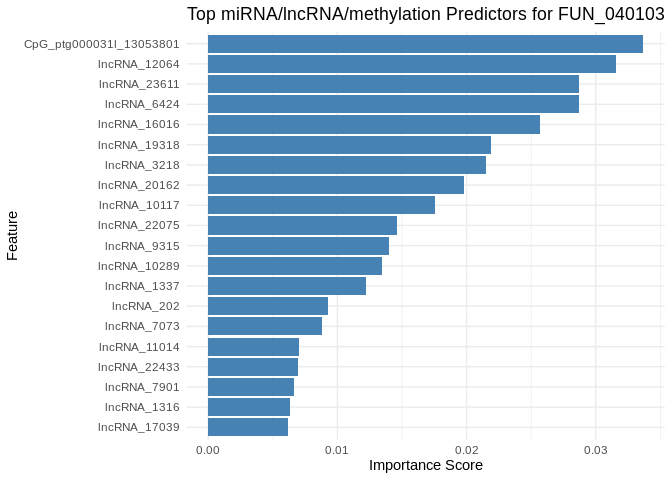 Top miRNA/lncRNA/methylation Predictors for FUN_040103
CpG_ptg000031l_13053801
lncRNA_12064
lncRNA_23611
lncRNA_6424
lncRNA_16016
lncRNA_19318
lncRNA_3218
lncRNA_20162
lncRNA_10117
lncRNA_22075
lncRNA_9315
lncRNA_10289
lncRNA_1337
lncRNA_202
lncRNA_7073
lncRNA_11014
lncRNA_22433
lncRNA_7901
lncRNA_1316
lncRNA_17039
Feature
0.00 0.01 0.02 0.03
Importance Score